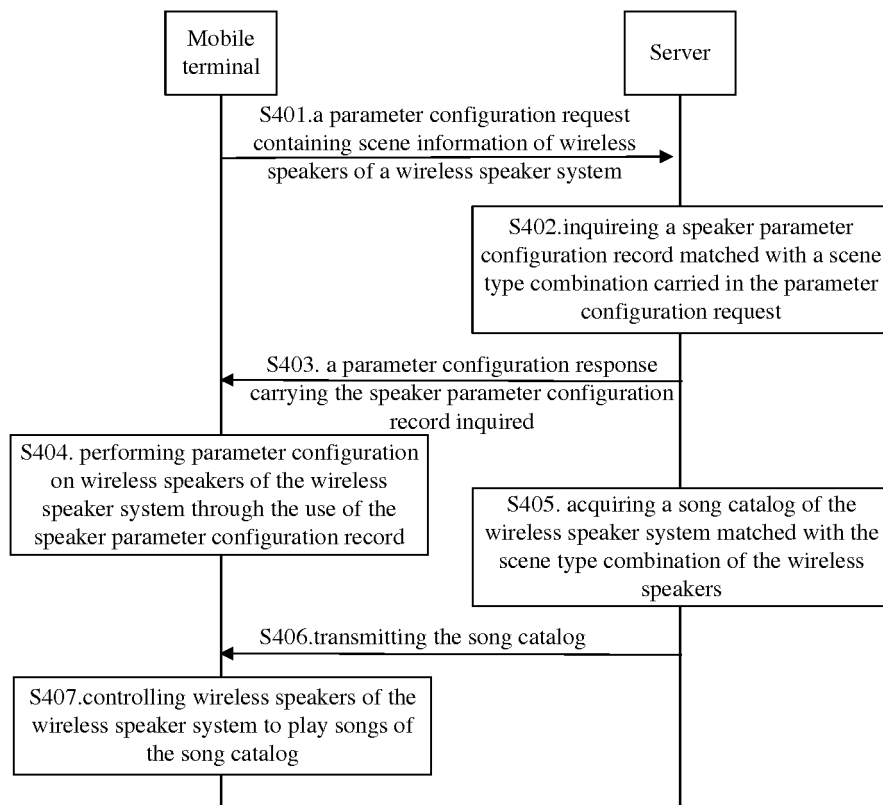 Mobile
terminal
Server
S401.a parameter configuration request
containing scene information of wireless
speakers of a wireless speaker system
S402.inquireing a speaker parameter
configuration record matched with a scene
type combination carried in the parameter
configuration request
S403. a parameter configuration response
carrying the speaker parameter configuration
record inquired
S404. performing parameter configuration
on wireless speakers of the wireless
speaker system through the use of the
speaker parameter configuration record
S405. acquiring a song catalog of the
wireless speaker system matched with the
scene type combination of the wireless
speakers
S406.transmitting the song catalog
S407.controlling wireless speakers of the
wireless speaker system to play songs of
the song catalog